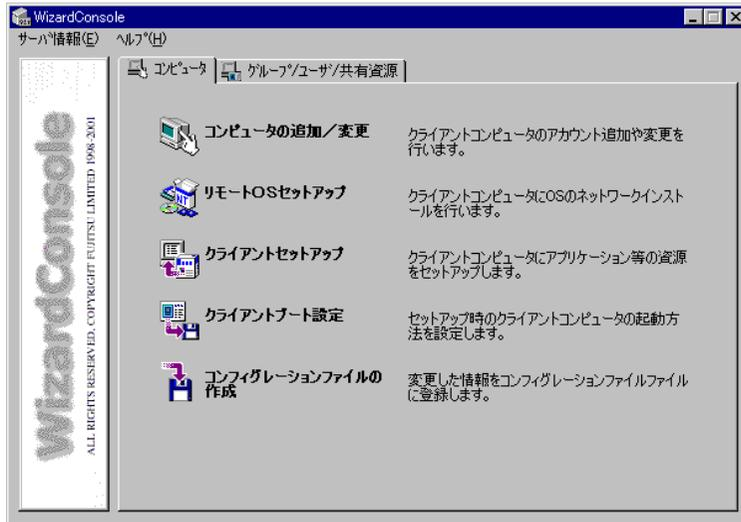 WizardConsole
サーバ情報(E) ヘルプ(H)
コンピュータ グループ/ユーザ/共有資源
WizardConsole
ALL RIGHTS RESERVED, COPYRIGHT FUJITSU LIMITED 1998-2001
コンピュータの追加／変更
クライアントコンピュータのアカウント追加や変更を
行います。
リモートOSセットアップ
クライアントコンピュータにOSのネットワークインスト
ールを行います。
クライアントセットアップ
クライアントコンピュータにアプリケーション等の資源
をセットアップします。
クライアントブート設定
セットアップ時のクライアントコンピュータの起動方
法を設定します。
コンフィグレーションファイルの
作成
変更した情報をコンフィグレーションファイルファイル
に登録します。